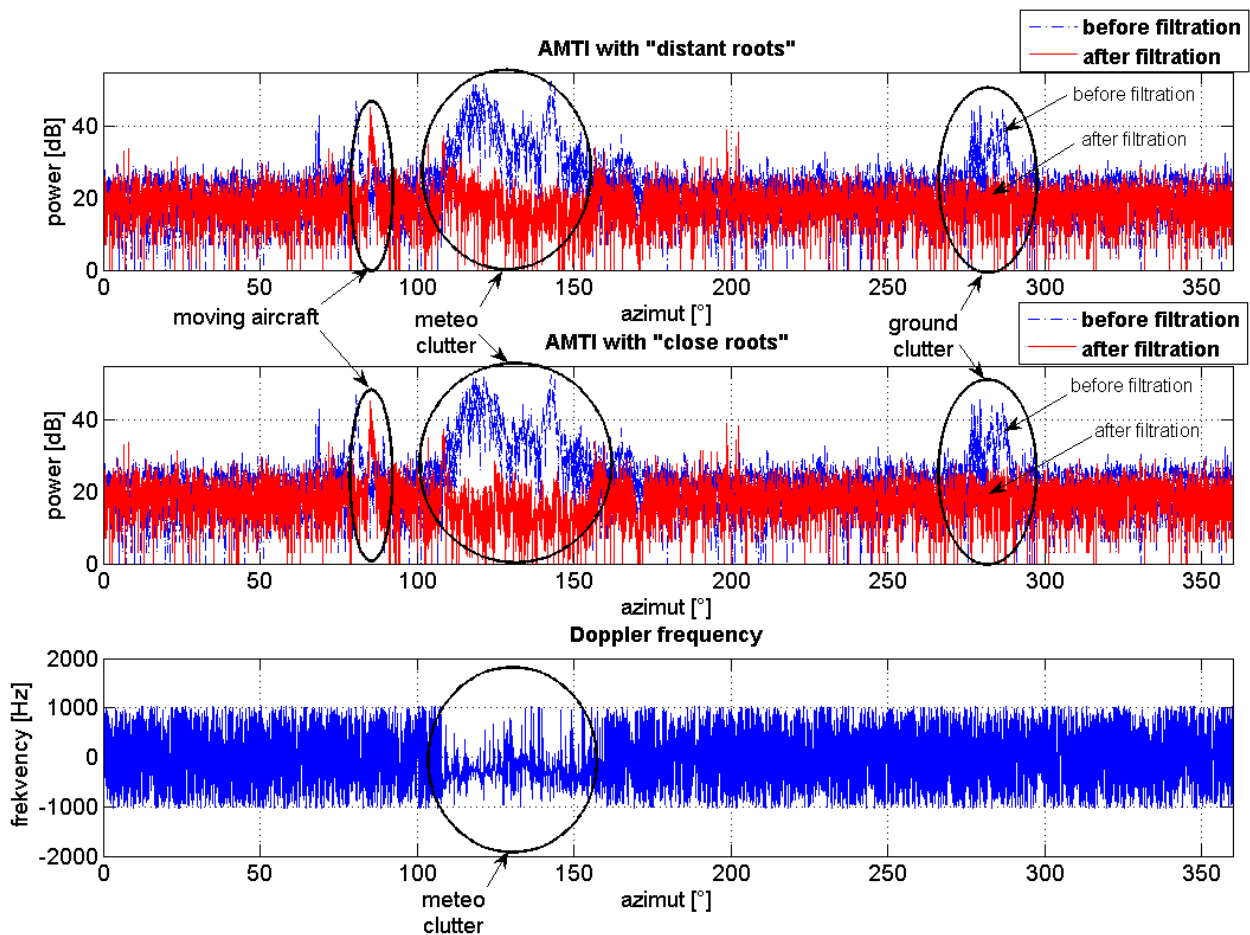 AMTI with "distant roots"
before filtration
after filtration
before filtration
after filtration
power [dB]
40
20
0
0 50 100 150 200 250 300 350
azimut [°]
moving aircraft
meteo
clutter
ground
clutter
AMTI with "close roots"
before filtration
after filtration
before filtration
after filtration
power [dB]
40
20
0
0 50 100 150 200 250 300 350
azimut [°]
Doppler frequency
frekvency [Hz]
2000
1000
0
-1000
-2000
0 50 100 150 200 250 300 350
azimut [°]
meteo
clutter